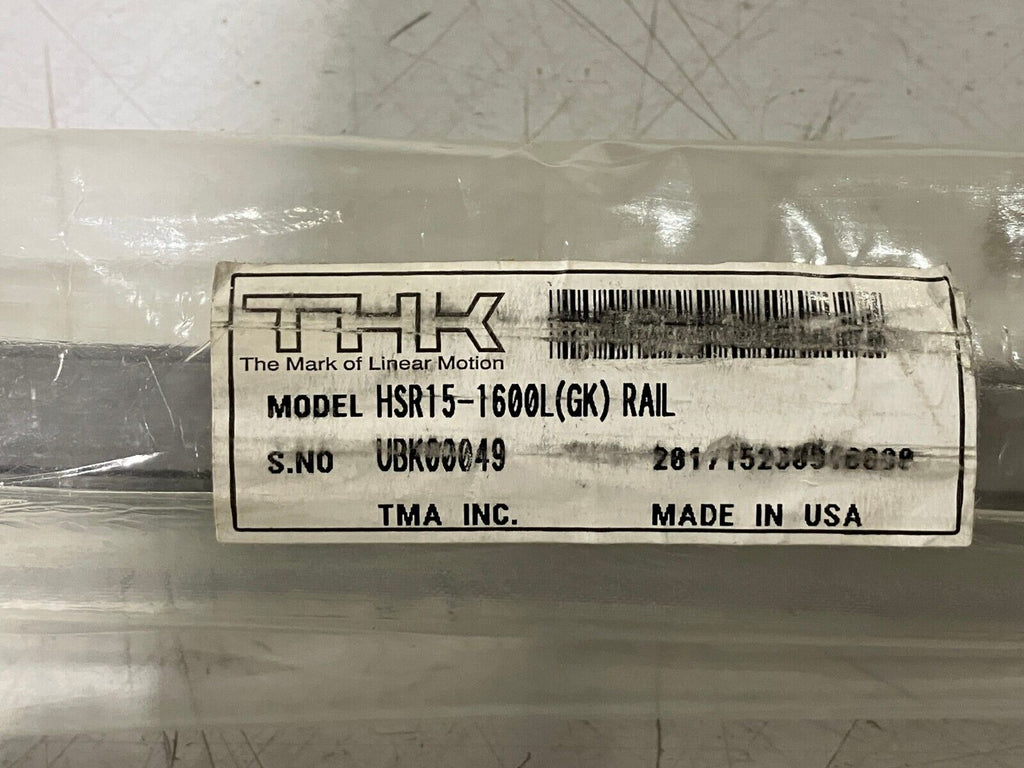 THK
The Mark of Linear Motion
MODEL HSR15-1600L(GK) RAIL
S.NO UBK00049
TMA INC. MADE IN USA